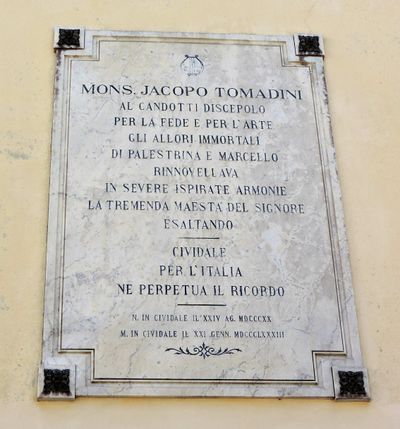 MONS. JACOPO TOMADINI
AL CANDOTTI DISCEPOLO
PER LA FEDE E PER L'ARTE
GLI ALLORI IMMORTALI
DI PALESTRINA E MARCELLO
RINNOVELLAVA
IN SEVERE ISPIRATE ARMONIE
LA TREMENDA MAESTA' DEL SIGNORE
ESALTANDO
CIVIDALE
PER L'ITALIA
NE PERPETUA IL RICORDO
N. IN CIVIDALE IL XXIV AG. MDCCCXX
M. IN CIVIDALE IL XXI GENN. MDCCCLXXXIII